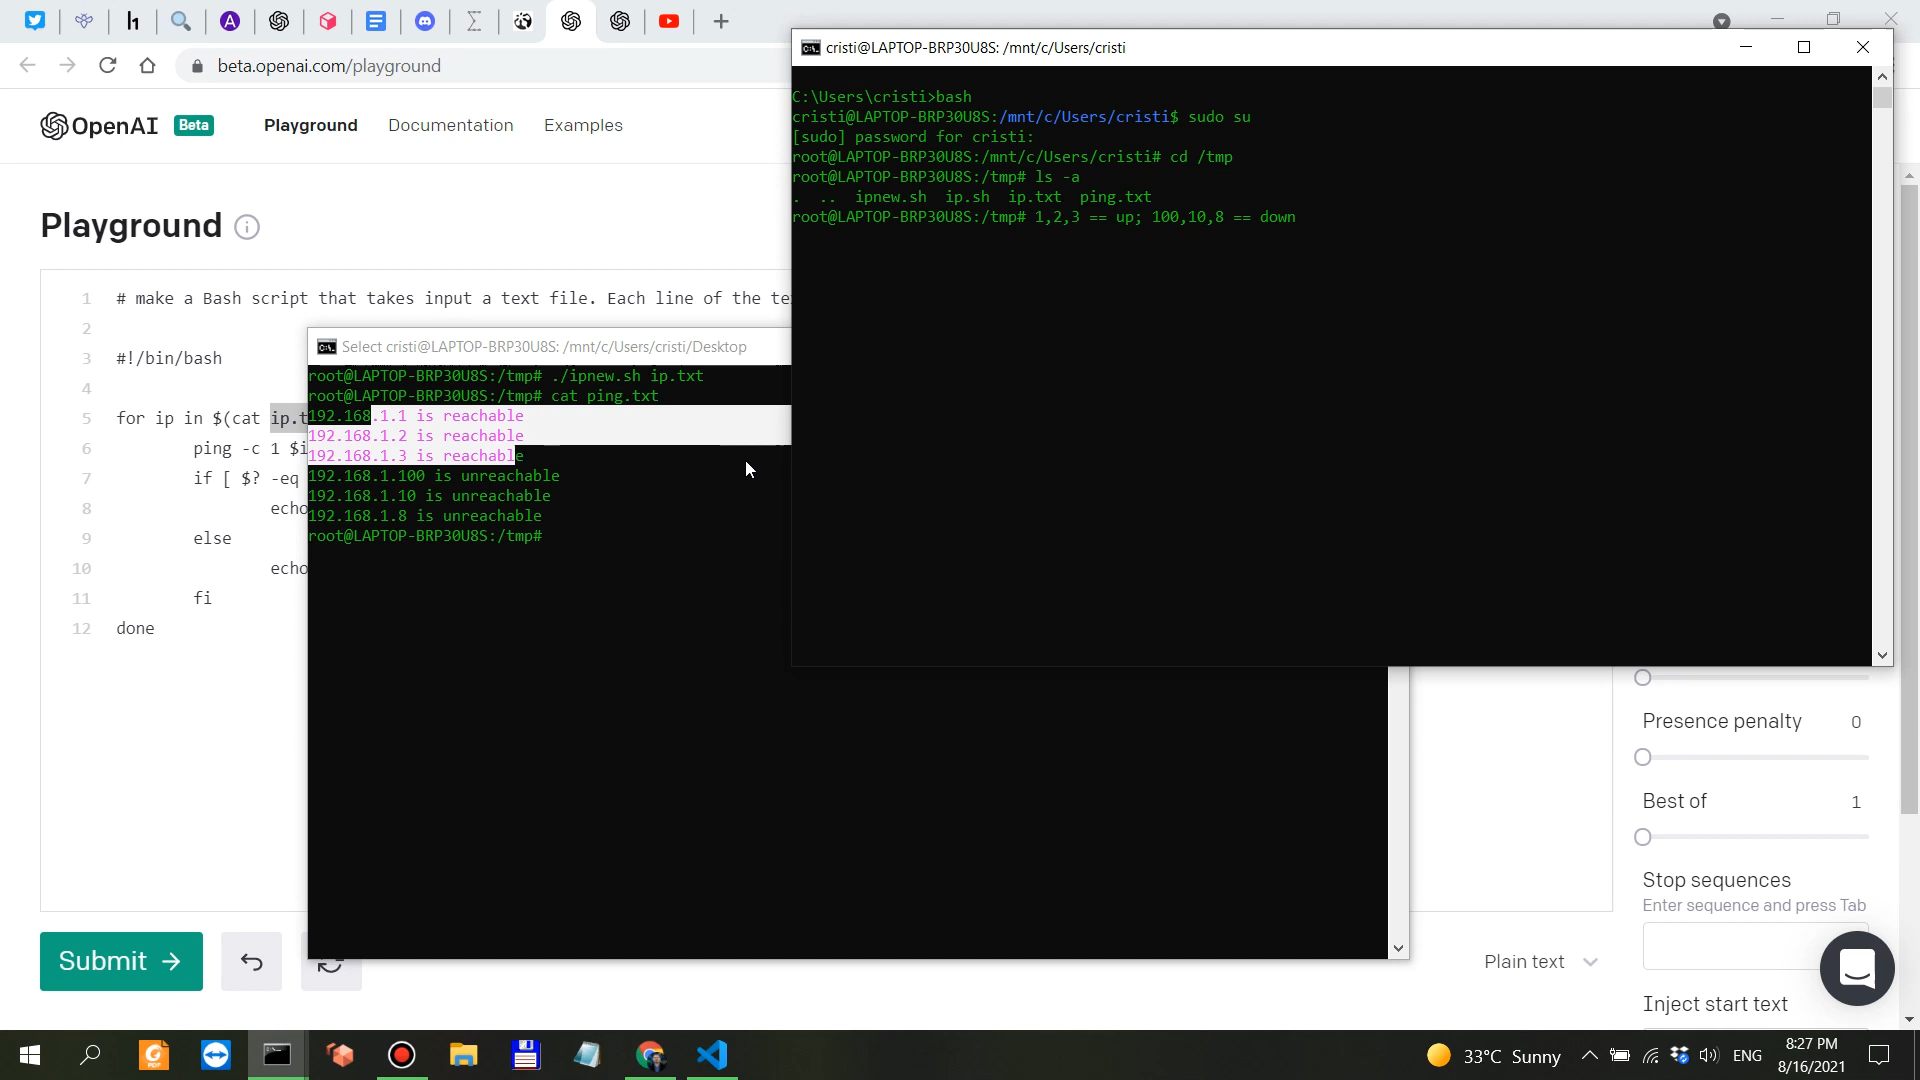 beta.openai.com/playground
OpenAI Beta Playground Documentation Examples
Playground
1 # make a Bash script that takes input a text file. Each line of the te
2
3 #!/bin/bash
4
5 for ip in $(cat ip.t
6 ping -c 1 $i
7 if [ $? -eq
8 echo
9 else
10 echo
11 fi
12 done
Select cristi@LAPTOP-BRP30U8S: /mnt/c/Users/cristi/Desktop
root@LAPTOP-BRP30U8S:/tmp# ./ipnew.sh ip.txt
root@LAPTOP-BRP30U8S:/tmp# cat ping.txt
192.168.1.1 is reachable
192.168.1.2 is reachable
192.168.1.3 is reachable
192.168.1.100 is unreachable
192.168.1.10 is unreachable
192.168.1.8 is unreachable
root@LAPTOP-BRP30U8S:/tmp#
cristi@LAPTOP-BRP30U8S: /mnt/c/Users/cristi
C:\Users\cristi>bash
cristi@LAPTOP-BRP30U8S:/mnt/c/Users/cristi$ sudo su
[sudo] password for cristi:
root@LAPTOP-BRP30U8S:/mnt/c/Users/cristi# cd /tmp
root@LAPTOP-BRP30U8S:/tmp# ls -a
. .. ipnew.sh ip.sh ip.txt ping.txt
root@LAPTOP-BRP30U8S:/tmp# 1,2,3 == up; 100,10,8 == down
Presence penalty 0
Best of 1
Stop sequences
Enter sequence and press Tab
Inject start text
Submit
Plain text
33°C Sunny
ENG
8:27 PM
8/16/2021